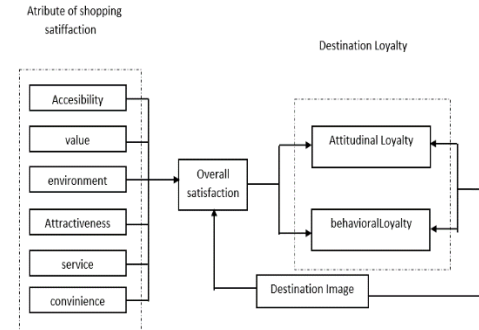 Atribute of shopping
satiffaction
Destination Loyalty
Accesibility
value
environment
Attractiveness
service
convinience
Overall
satisfaction
Attitudinal Loyalty
behavioralLoyalty
Destination Image